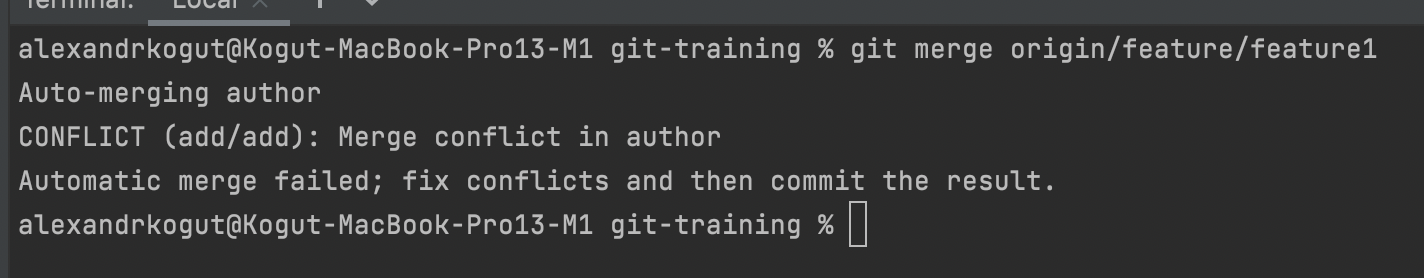 Terminal: Local
alexandrkogut@Kogut-MacBook-Pro13-M1 git-training % git merge origin/feature/feature1
Auto-merging author
CONFLICT (add/add): Merge conflict in author
Automatic merge failed; fix conflicts and then commit the result.
alexandrkogut@Kogut-MacBook-Pro13-M1 git-training %